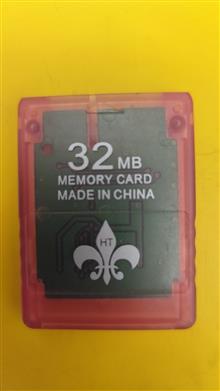 32 MB
MEMORY CARD
MADE IN CHINA
HT